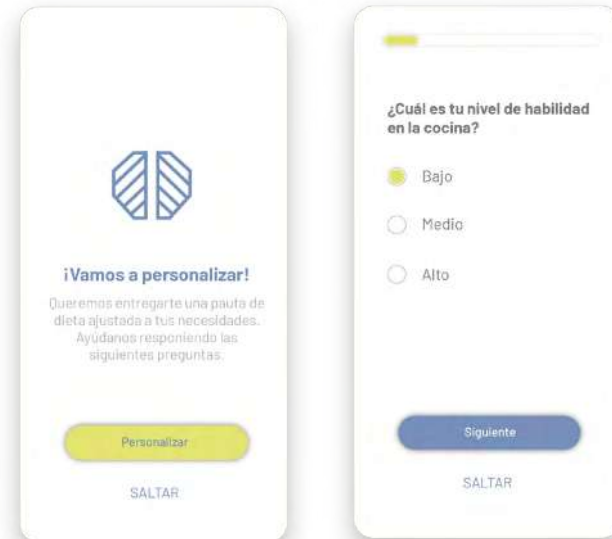 ¡Vamos a personalizar!
Queremos entregarte una pauta de
dieta ajustada a tus necesidades.
Ayúdanos respondiendo las
siguientes preguntas.
Personalizar
SALTAR
¿Cuál es tu nivel de habilidad
en la cocina?
Bajo
Medio
Alto
Siguiente
SALTAR